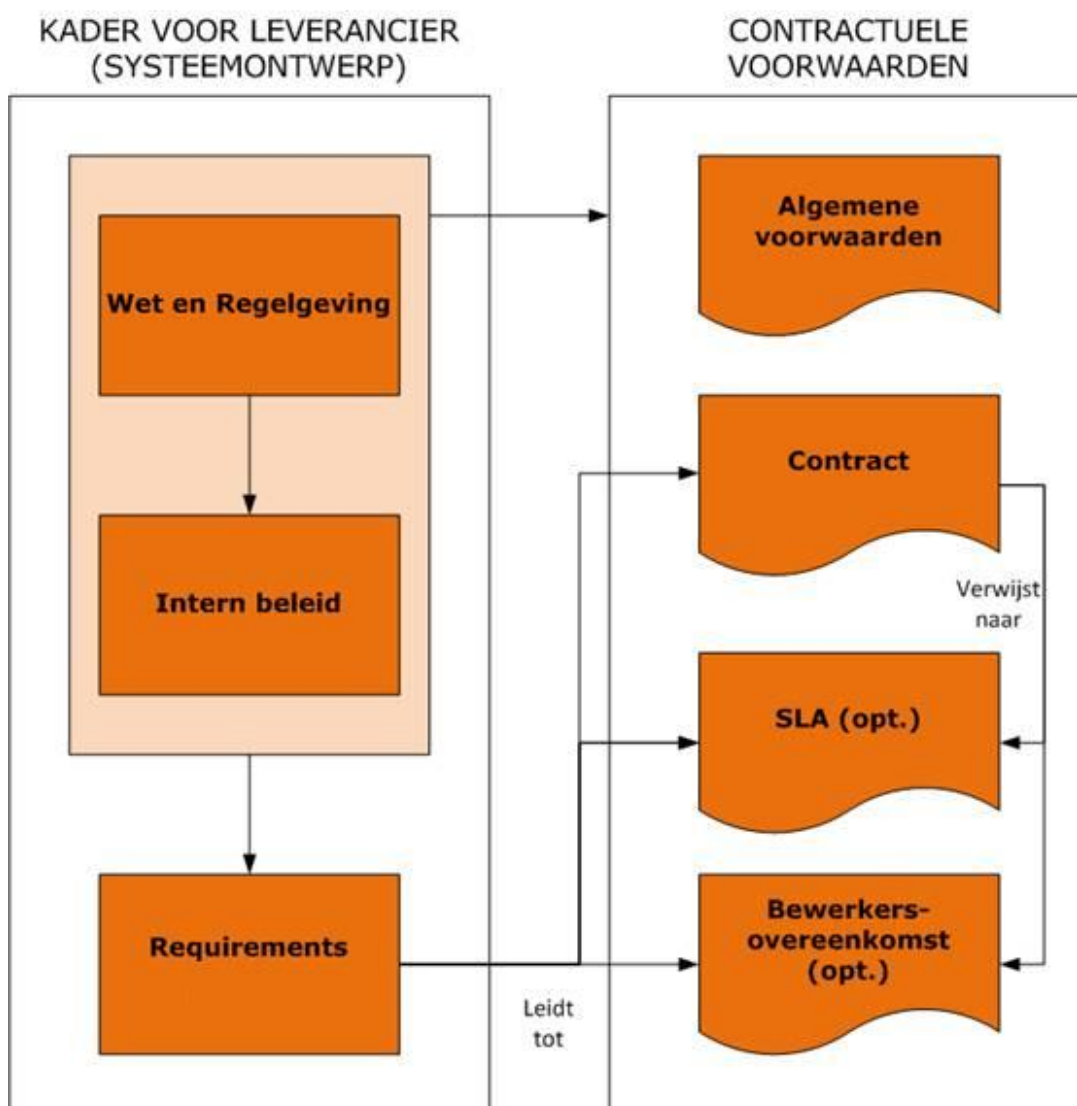 KADER VOOR LEVERANCIER
(SYSTEEMONTWERP)
Wet en Regelgeving
Intern beleid
Requirements
Leidt
tot
CONTRACTUELE
VOORWAARDEN
Algemene
voorwaarden
Contract
Verwijst
naar
SLA (opt.)
Bewerkers-
overeenkomst
(opt.)